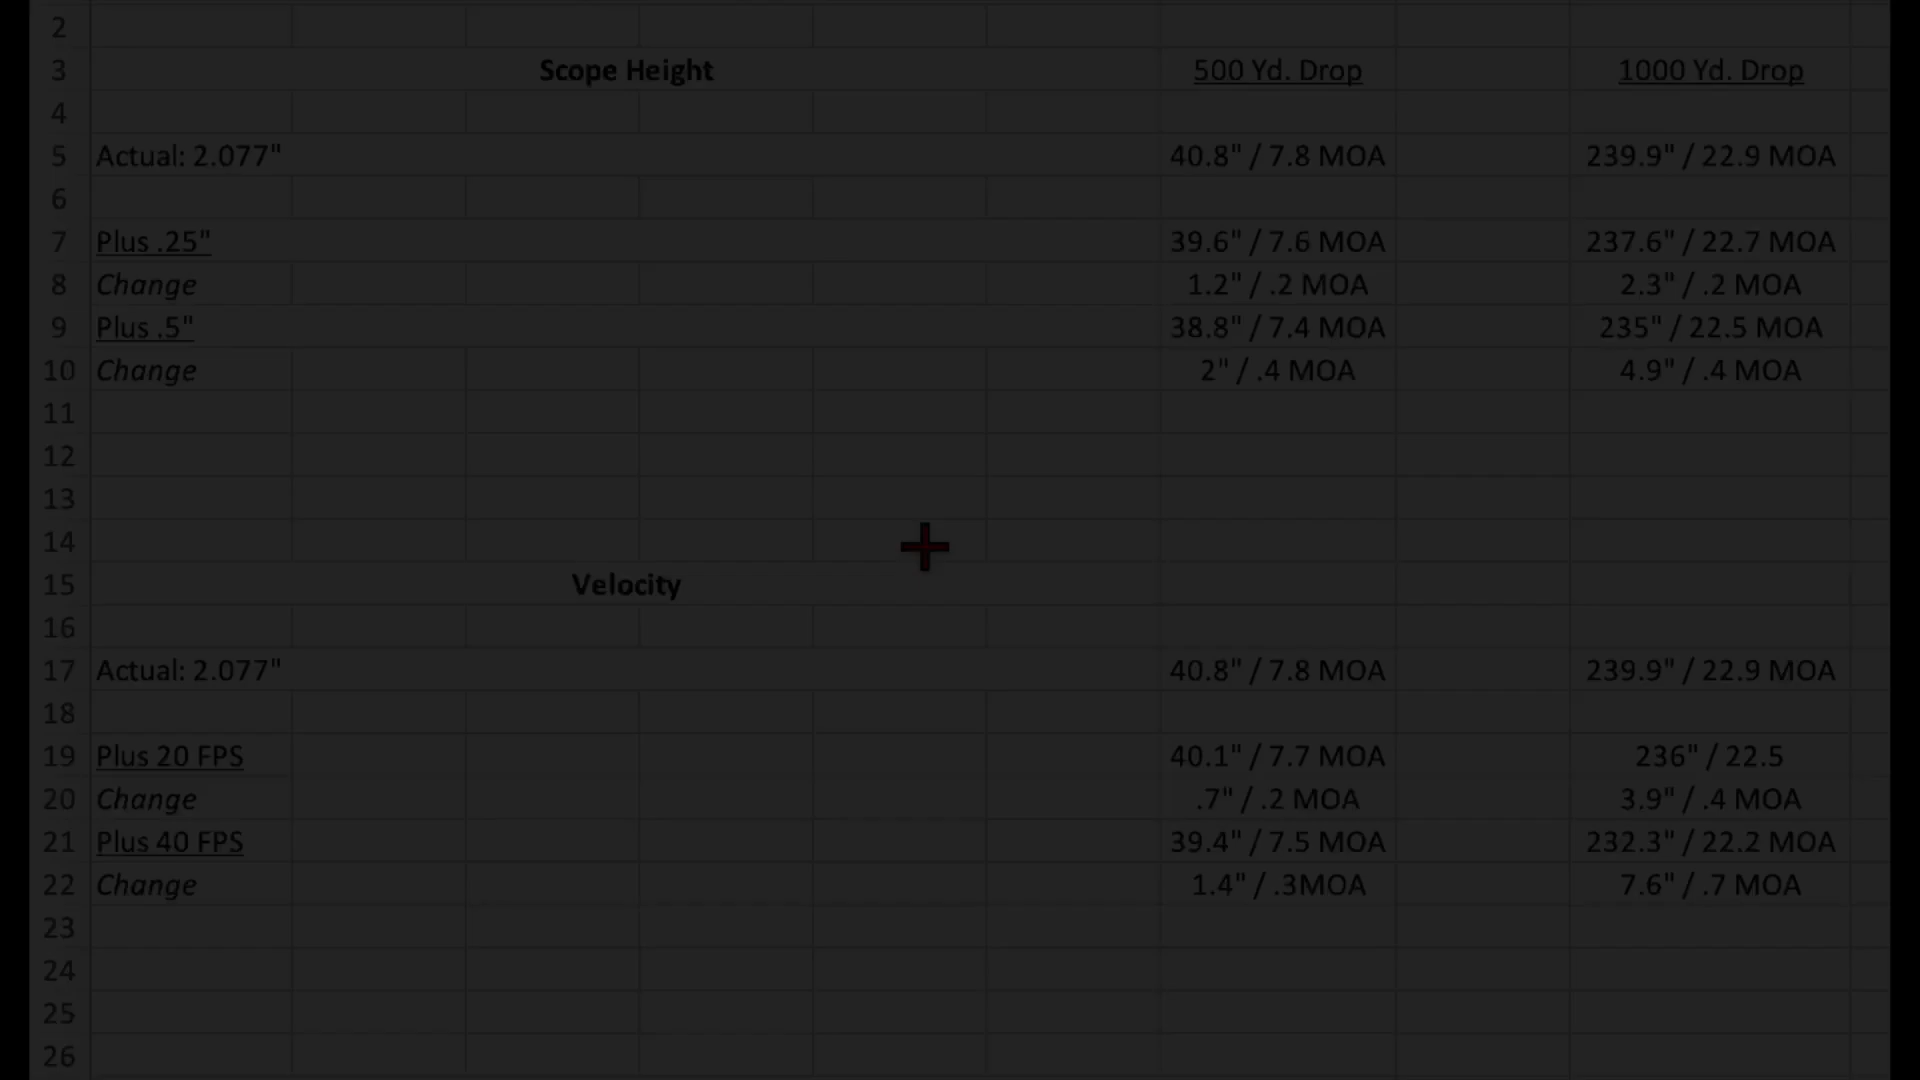 2
3 Scope Height 500 Yd. Drop 1000 Yd. Drop
4
5 Actual: 2.077" 40.8" / 7.8 MOA 239.9" / 22.9 MOA
6
7 Plus .25" 39.6" / 7.6 MOA 237.6" / 22.7 MOA
8 Change 1.2" / .2 MOA 2.3" / .2 MOA
9 Plus .5" 38.8" / 7.4 MOA 235" / 22.5 MOA
10 Change 2" / .4 MOA 4.9" / .4 MOA
11
12
13
14
15 Velocity
16
17 Actual: 2.077" 40.8" / 7.8 MOA 239.9" / 22.9 MOA
18
19 Plus 20 FPS 40.1" / 7.7 MOA 236" / 22.5
20 Change .7" / .2 MOA 3.9" / .4 MOA
21 Plus 40 FPS 39.4" / 7.5 MOA 232.3" / 22.2 MOA
22 Change 1.4" / .3MOA 7.6" / .7 MOA
23
24
25
26